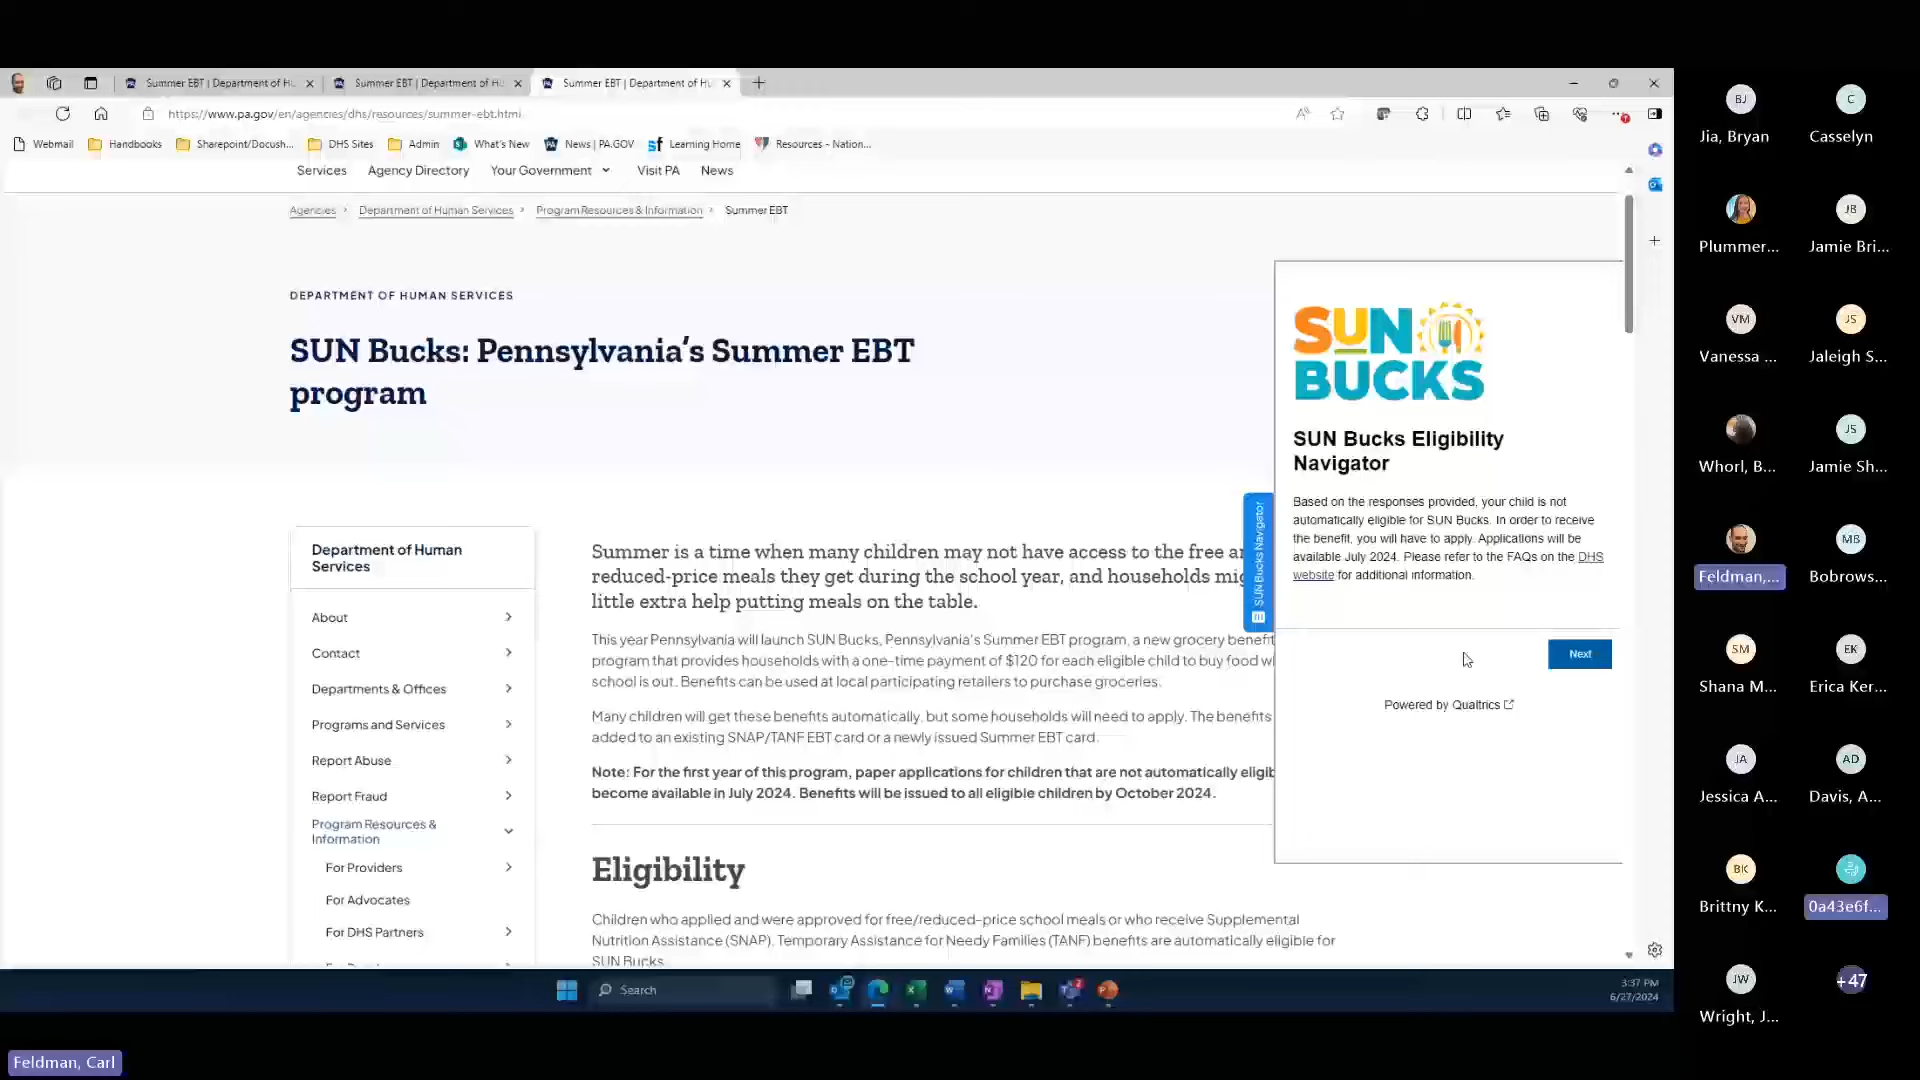 Summer EBT | Department of Hu
Summer EBT | Department of Hu
Summer EBT | Department of Hu
https://www.pa.gov/en/agencies/dhs/resources/summer-ebt.html
Webmail
Handbooks
Sharepoint/Docush...
DHS Sites
Admin
What's New
News | PA.GOV
Learning Home
Resources - Nation...
Services
Agency Directory
Your Government
Visit PA
News
Agencies
Department of Human Services
Program Resources & Information
Summer EBT
DEPARTMENT OF HUMAN SERVICES
SUN Bucks: Pennsylvania's Summer EBT
program
Department of Human
Services
About
Contact
Departments & Offices
Programs and Services
Report Abuse
Report Fraud
Program Resources &
Information
For Providers
For Advocates
For DHS Partners
Summer is a time when many children may not have access to the free an
reduced-price meals they get during the school year, and households mig
little extra help putting meals on the table.
This year Pennsylvania will launch SUN Bucks, Pennsylvania's Summer EBT program, a new grocery benefit
program that provides households with a one-time payment of $120 for each eligible child to buy food wh
school is out. Benefits can be used at local participating retailers to purchase groceries.
Many children will get these benefits automatically, but some households will need to apply. The benefits
added to an existing SNAP/TANF EBT card or a newly issued Summer EBT card.
Note: For the first year of this program, paper applications for children that are not automatically eligib
become available in July 2024. Benefits will be issued to all eligible children by October 2024.
Eligibility
Children who applied and were approved for free/reduced-price school meals or who receive Supplemental
Nutrition Assistance (SNAP), Temporary Assistance for Needy Families (TANF) benefits are automatically eligible for
SUN Bucks.
SUN Bucks Navigator
SUN
BUCKS
SUN Bucks Eligibility
Navigator
Based on the responses provided, your child is not
automatically eligible for SUN Bucks. In order to receive
the benefit, you will have to apply. Applications will be
available July 2024. Please refer to the FAQs on the DHS
website for additional information.
Next
Powered by Qualtrics
Search
3:37 PM
6/27/2024
BJ
Jia, Bryan
C
Casselyn
Plummer...
JB
Jamie Bri...
VM
Vanessa ...
JS
Jaleigh S...
Whorl, B...
JS
Jamie Sh...
Feldman,...
MB
Bobrows...
SM
Shana M...
EK
Erica Ker...
JA
Jessica A...
AD
Davis, A...
BK
Brittny K...
0a43e6f...
JW
Wright, J...
+47
Feldman, Carl